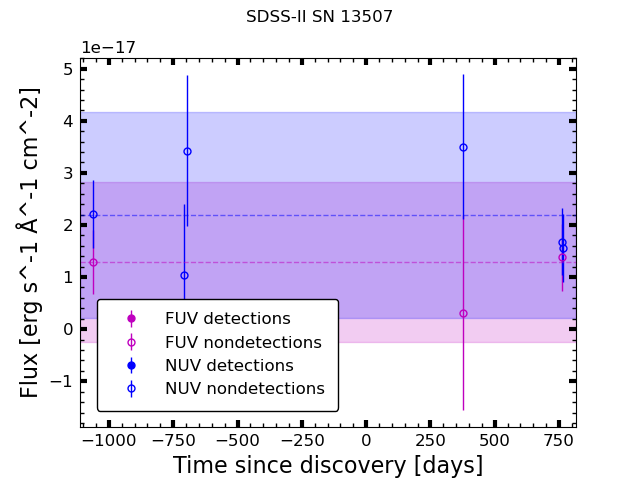 SDSS-II SN 13507
1e−17
5
4
3
2
1
0
−1
Flux [erg s^-1 Å^-1 cm^-2]
FUV detections
FUV nondetections
NUV detections
NUV nondetections
−1000 −750 −500 −250 0 250 500 750
Time since discovery [days]